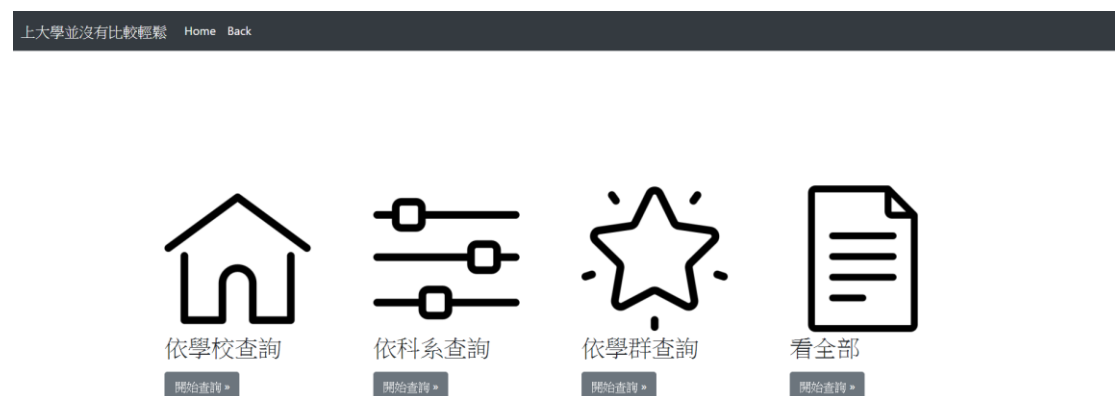 上大學並沒有比較輕鬆 Home Back
依學校查詢 依科系查詢 依學群查詢 看全部
開始查詢 » 開始查詢 » 開始查詢 » 開始查詢 »